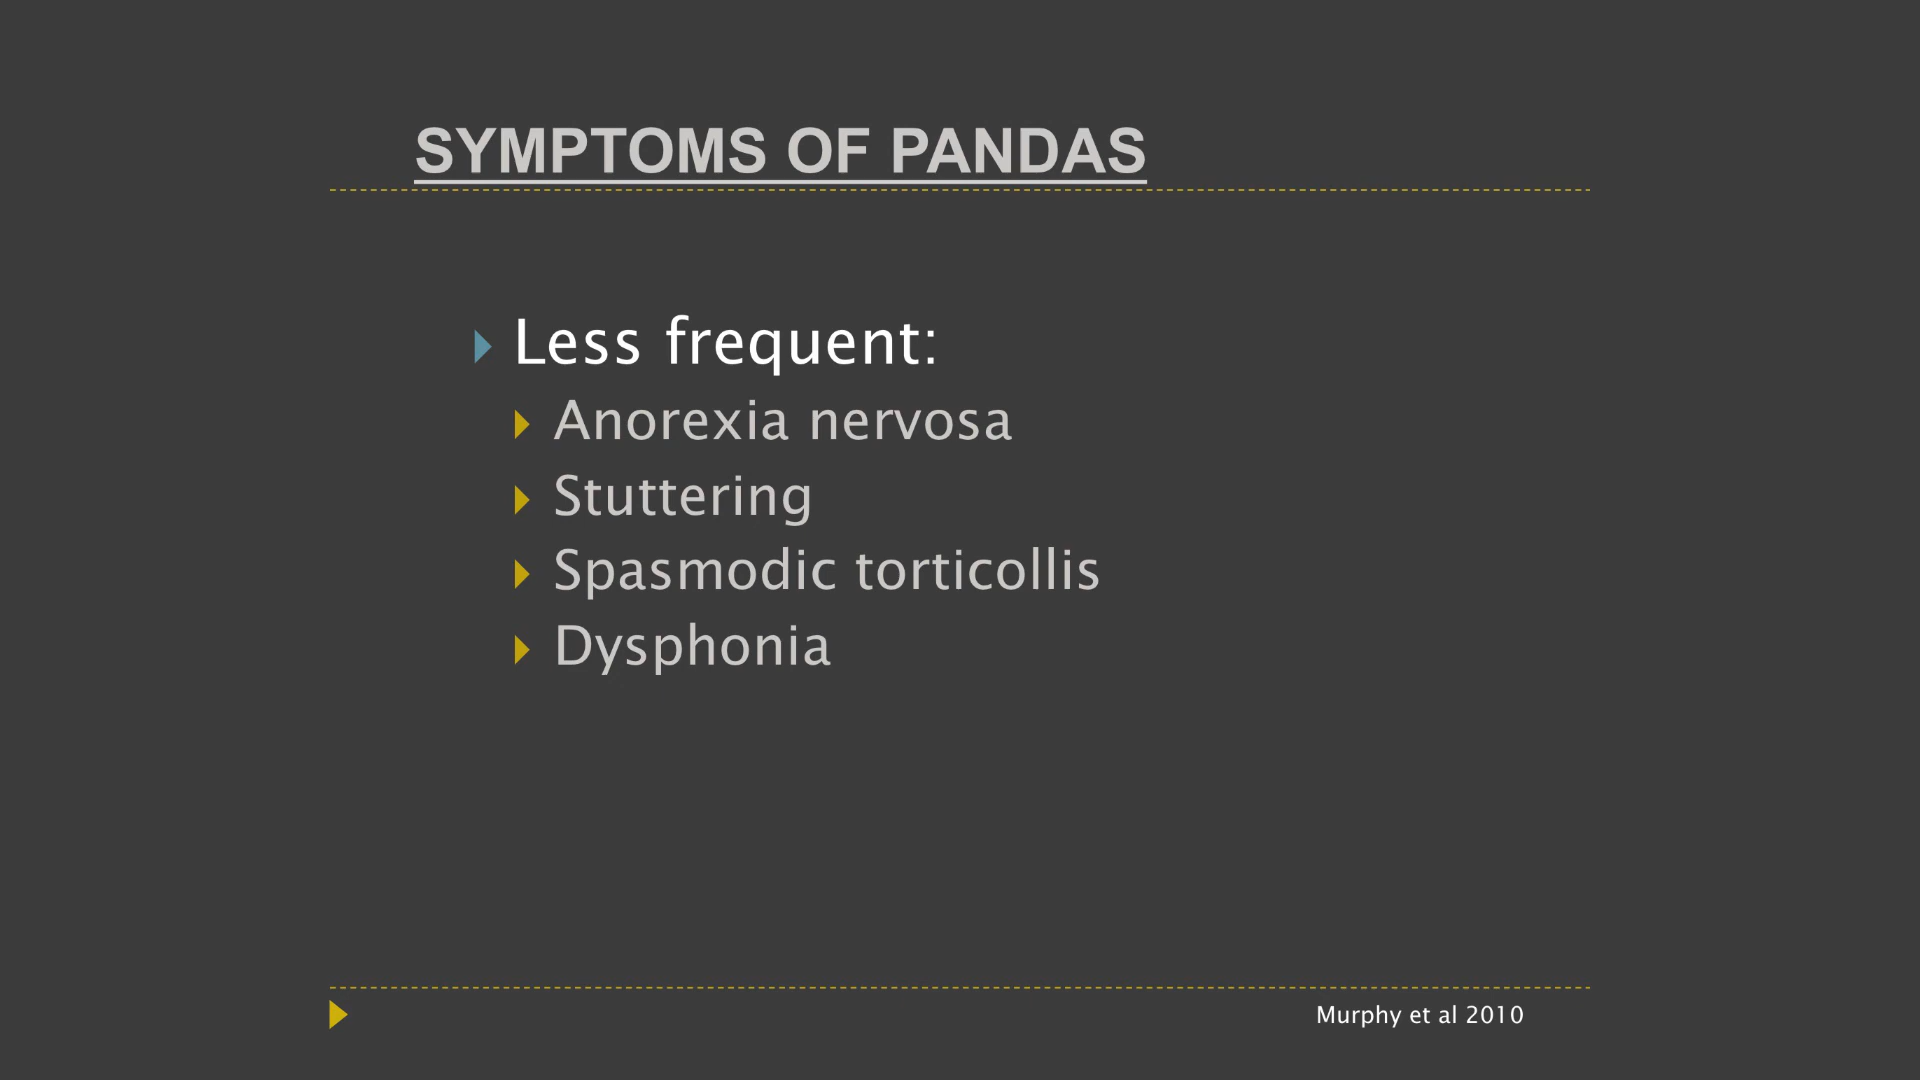 SYMPTOMS OF PANDAS
Less frequent:
Anorexia nervosa
Stuttering
Spasmodic torticollis
Dysphonia
Murphy et al 2010